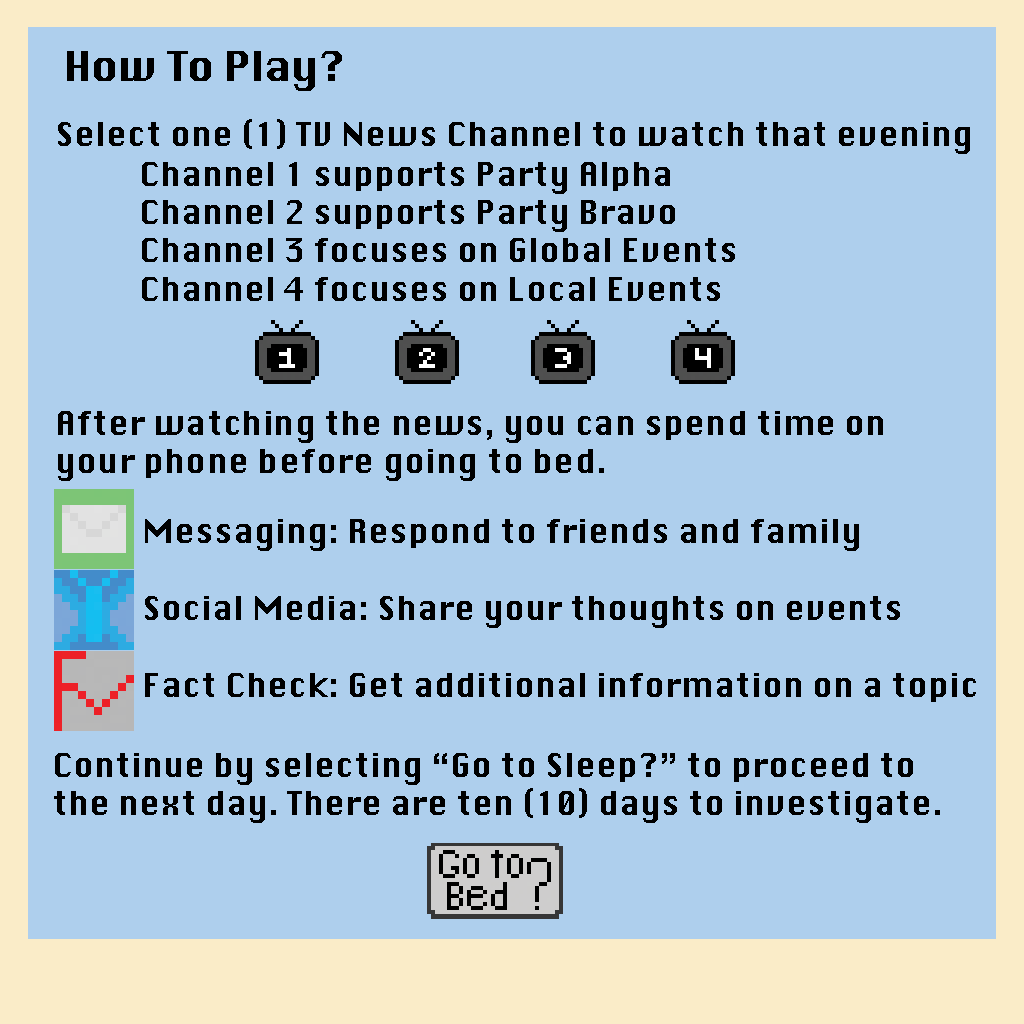 How To Play?
Select one (1) TV News Channel to watch that evening
Channel 1 supports Party Alpha
Channel 2 supports Party Bravo
Channel 3 focuses on Global Events
Channel 4 focuses on Local Events
1 2 3 4
After watching the news, you can spend time on
your phone before going to bed.
Messaging: Respond to friends and family
Social Media: Share your thoughts on events
Fact Check: Get additional information on a topic
Continue by selecting “Go to Sleep?” to proceed to
the next day. There are ten (10) days to investigate.
Go to
Bed ?